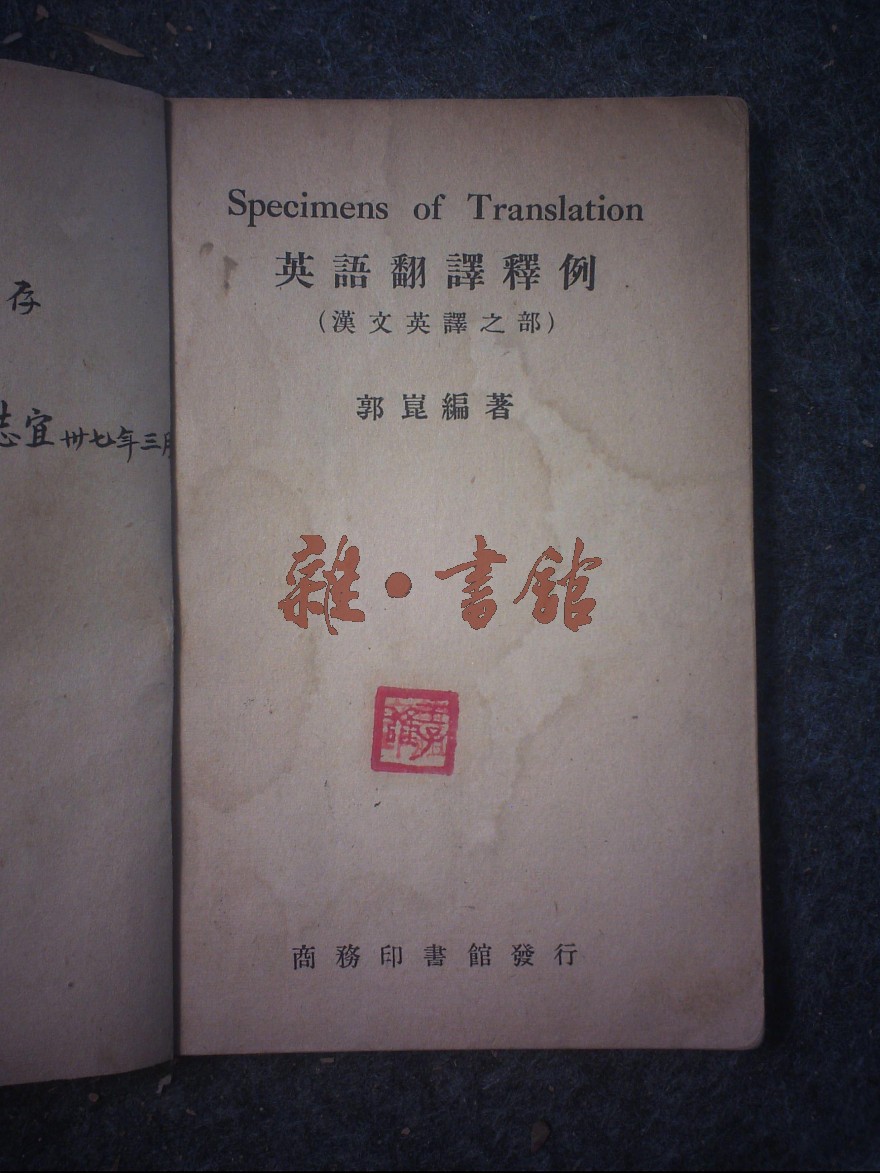 存
志宜 卅七年三月
Specimens of Translation
英語翻譯釋例
(漢文英譯之部)
郭崑編著
雜•書館
商務印書館發行